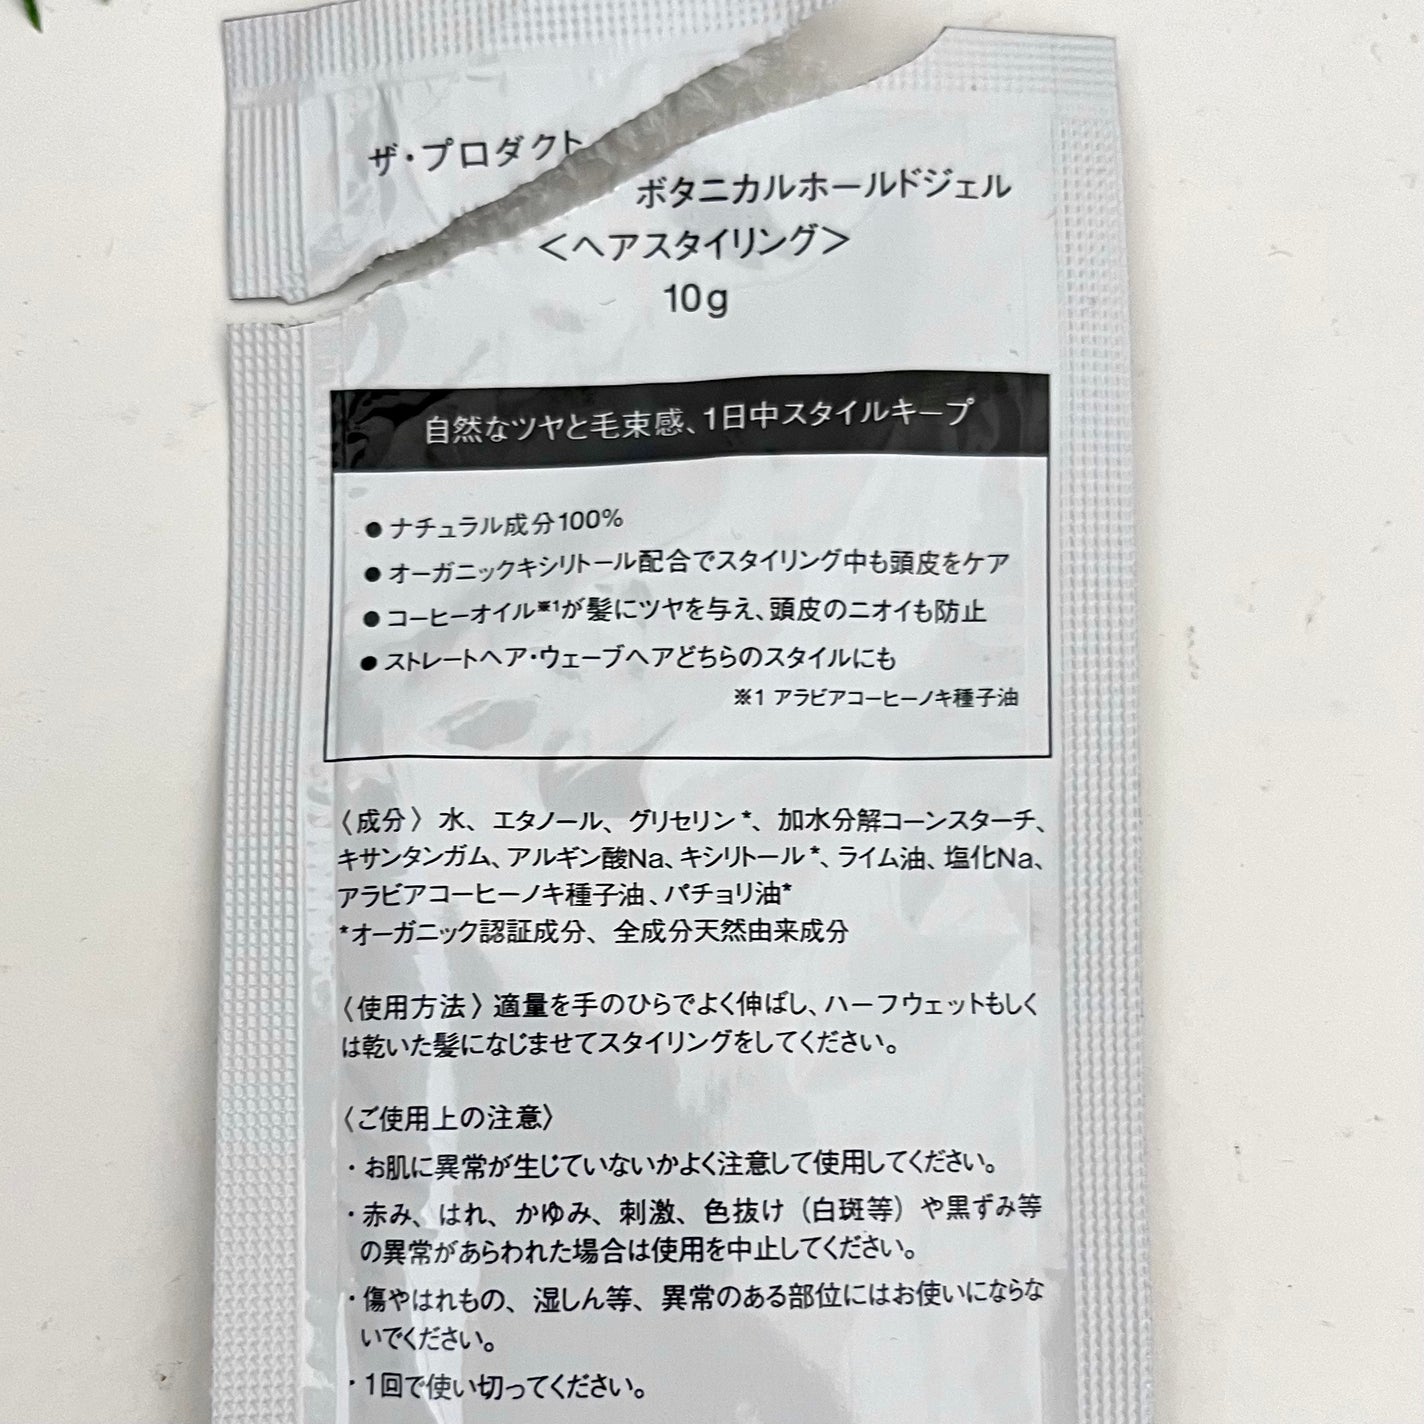 ザ・プロダクト
ボタニカルホールドジェル
＜ヘアスタイリング＞
10g
自然なツヤと毛束感、1日中スタイルキープ
●ナチュラル成分100%
●オーガニックキシリトール配合でスタイリング中も頭皮をケア
●コーヒーオイル※1が髪にツヤを与え、頭皮のニオイも防止
●ストレートヘア・ウェーブヘアどちらのスタイルにも
※1 アラビアコーヒーノキ種子油
〈成分〉水、エタノール、グリセリン*、加水分解コーンスターチ、
キサンタンガム、アルギン酸Na、キシリトール*、ライム油、塩化Na、
アラビアコーヒーノキ種子油、パチョリ油*
*オーガニック認証成分、全成分天然由来成分
〈使用方法〉適量を手のひらでよく伸ばし、ハーフウェットもしく
は乾いた髪になじませてスタイリングをしてください。
〈ご使用上の注意〉
・お肌に異常が生じていないかよく注意して使用してください。
・赤み、はれ、かゆみ、刺激、色抜け（白斑等）や黒ずみ等
の異常があらわれた場合は使用を中止してください。
・傷やはれもの、湿しん等、異常のある部位にはお使いにならな
いでください。
・1回で使い切ってください。